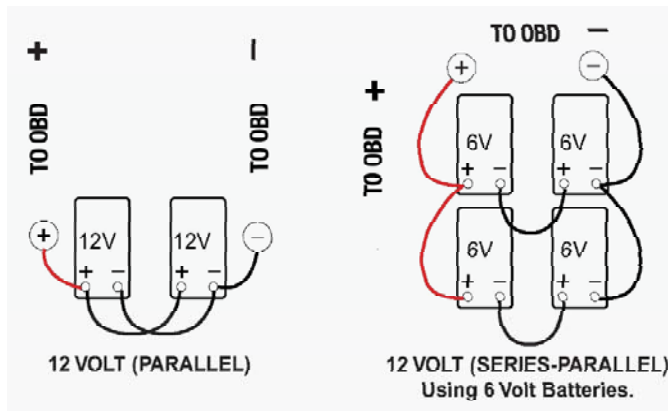 + −
TO OBD TO OBD
+ −
12V 12V
+ − + −
12 VOLT (PARALLEL)
TO OBD −
+ −
+
TO OBD
6V 6V
+ − + −
6V 6V
+ − + −
12 VOLT (SERIES-PARALLEL)
Using 6 Volt Batteries.